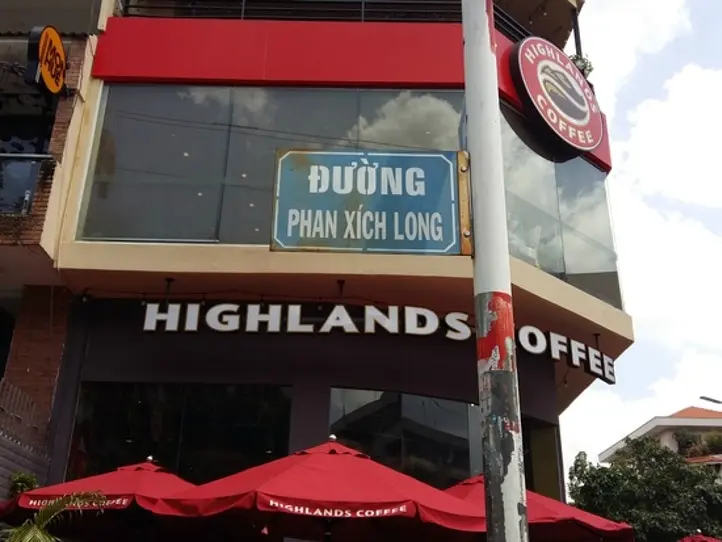 HIGHLANDS
COFFEE
ĐƯỜNG
PHAN XÍCH LONG
HIGHLANDS COFFEE
HIGHLANDS COFFEE
HIGHLANDS COFFEE